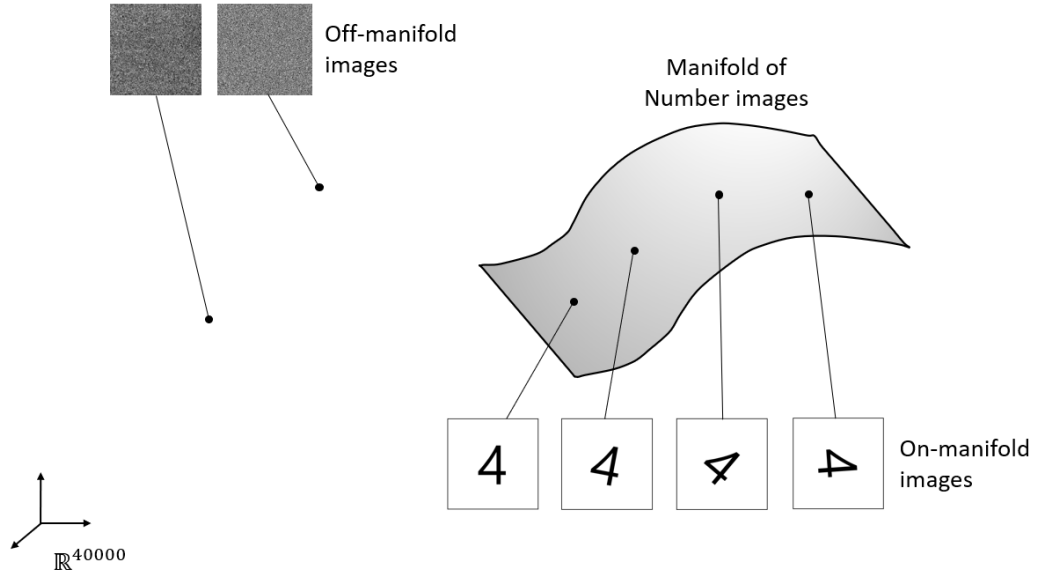 Off-manifold
images
Manifold of
Number images
4
4
4
4
On-manifold
images
ℝ⁴⁰⁰⁰⁰